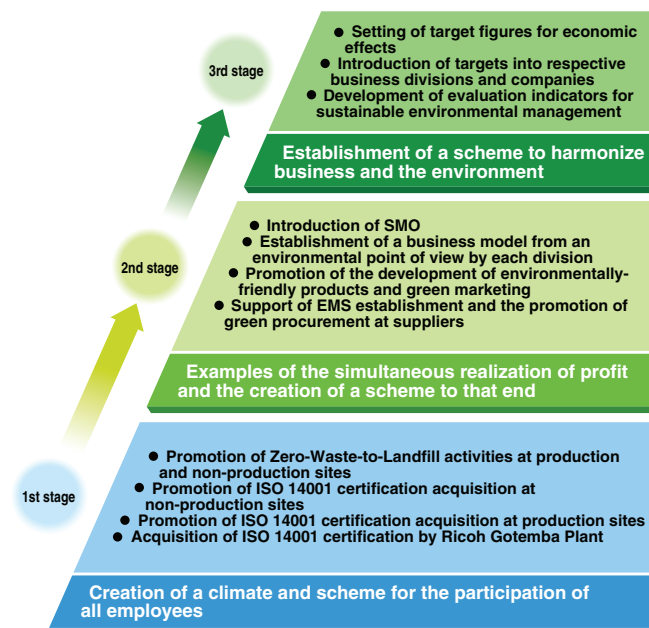 ● Setting of target figures for economic
effects
● Introduction of targets into respective
business divisions and companies
● Development of evaluation indicators for
sustainable environmental management
3rd stage
Establishment of a scheme to harmonize
business and the environment
● Introduction of SMO
● Establishment of a business model from an
environmental point of view by each division
● Promotion of the development of environmentally-
friendly products and green marketing
● Support of EMS establishment and the promotion of
green procurement at suppliers
2nd stage
Examples of the simultaneous realization of profit
and the creation of a scheme to that end
● Promotion of Zero-Waste-to-Landfill activities at production
and non-production sites
● Promotion of ISO 14001 certification acquisition at
non-production sites
● Promotion of ISO 14001 certification acquisition at production sites
● Acquisition of ISO 14001 certification by Ricoh Gotemba Plant
1st stage
Creation of a climate and scheme for the participation of
all employees